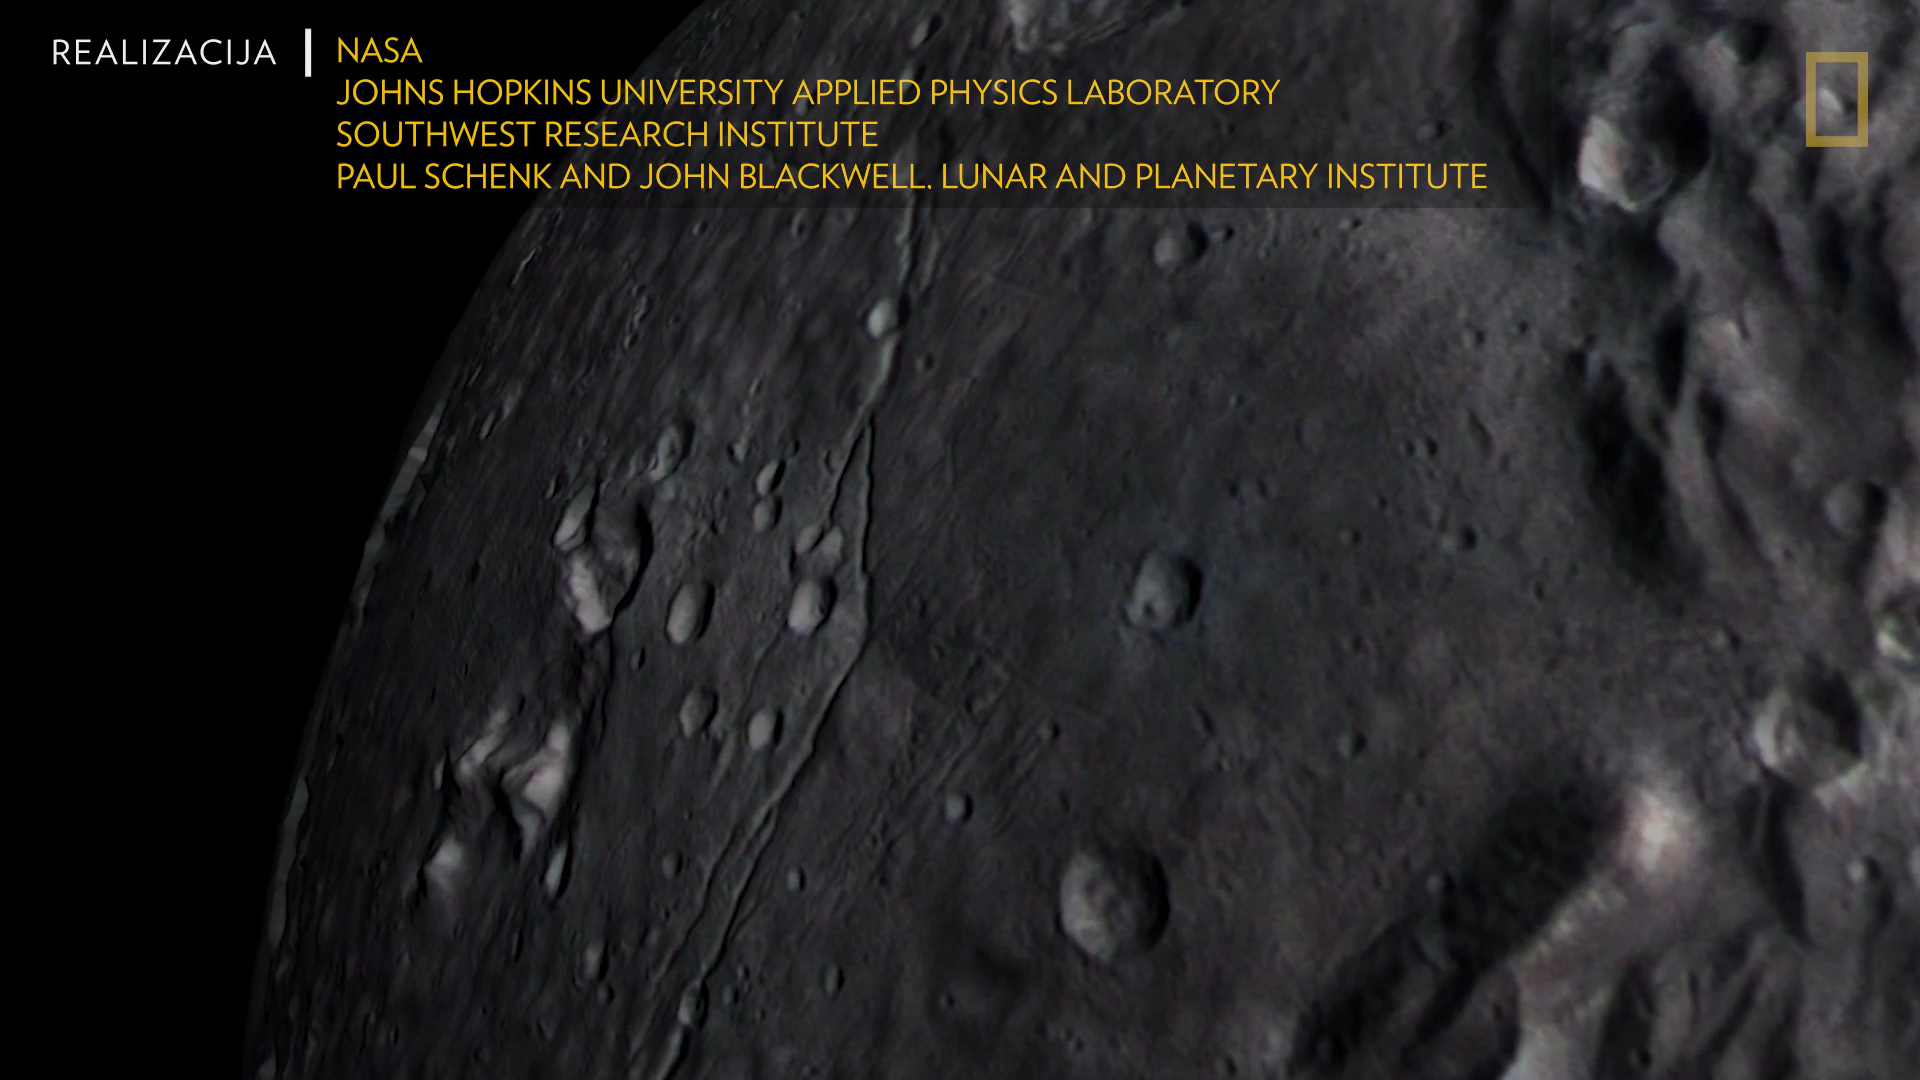 REALIZACIJA
NASA
JOHNS HOPKINS UNIVERSITY APPLIED PHYSICS LABORATORY
SOUTHWEST RESEARCH INSTITUTE
PAUL SCHENK AND JOHN BLACKWELL. LUNAR AND PLANETARY INSTITUTE